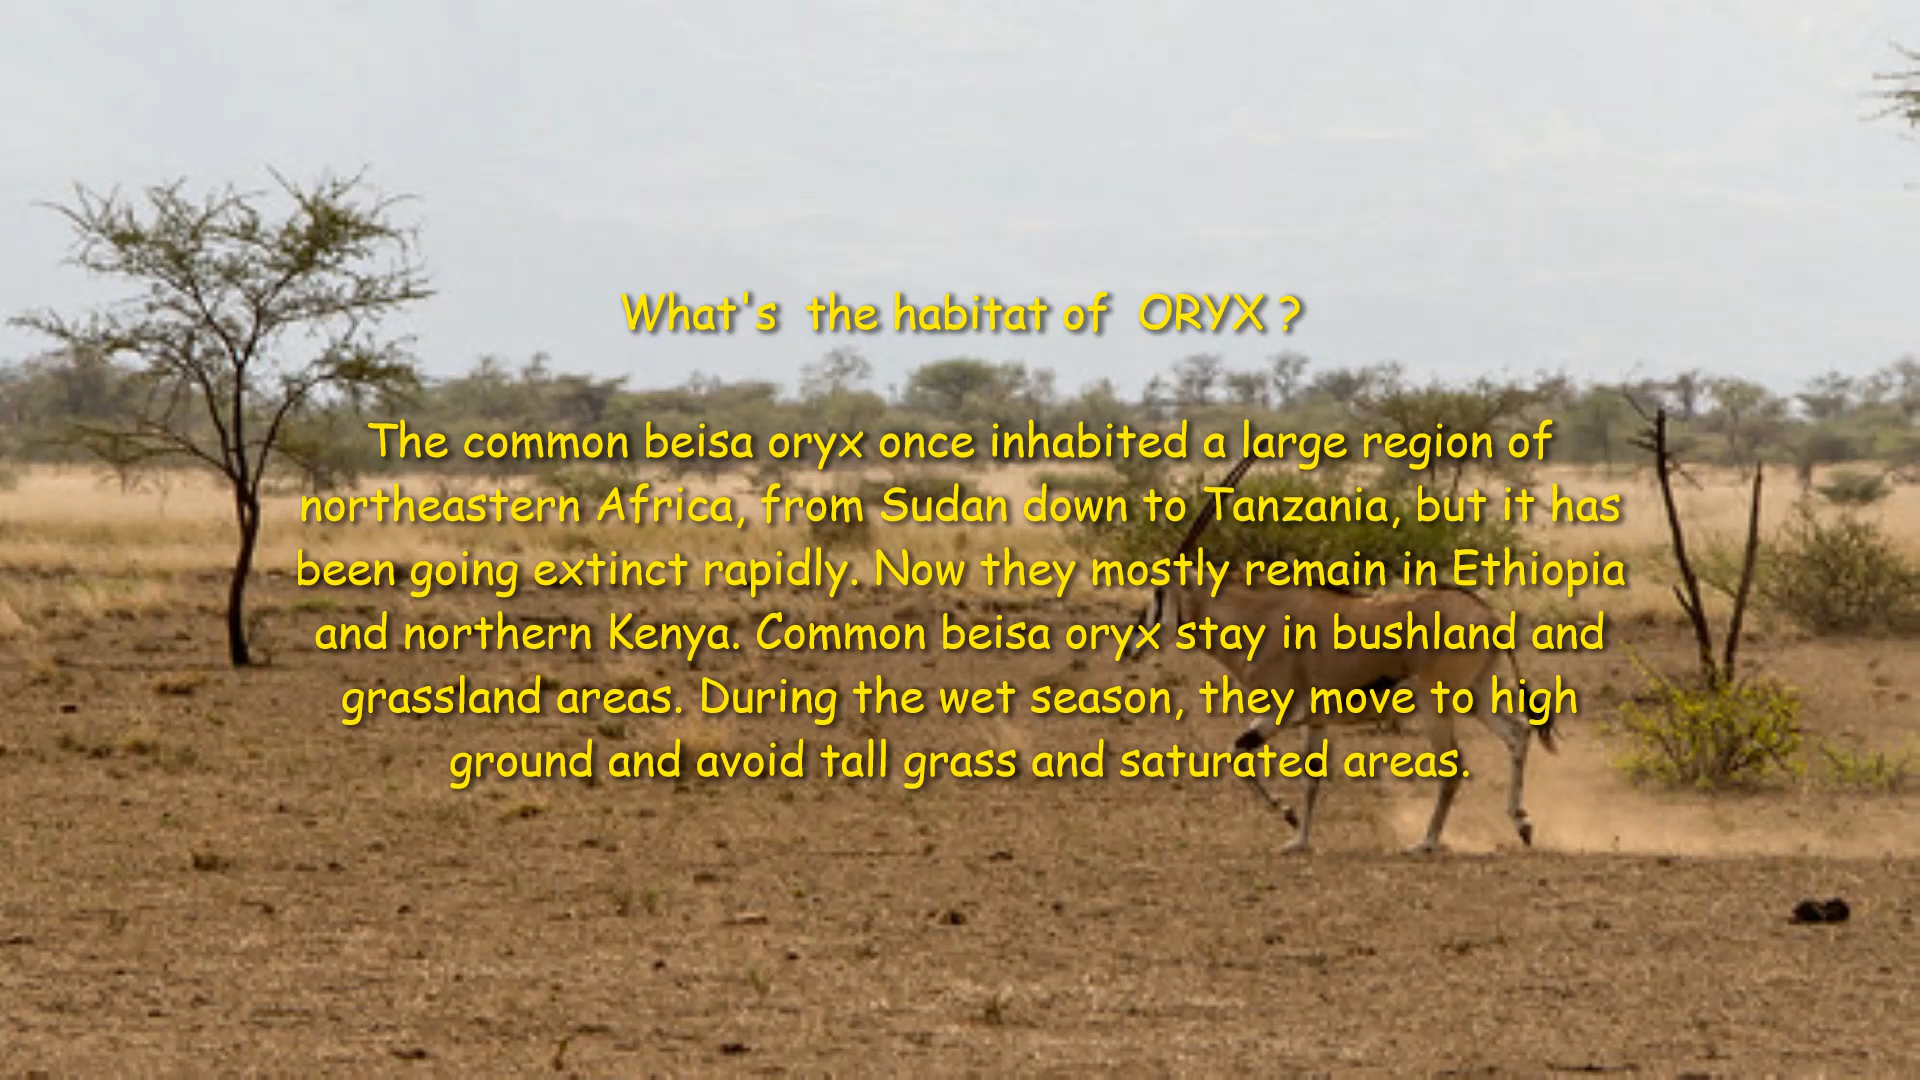 What's  the habitat of  ORYX ?
The common beisa oryx once inhabited a large region of
northeastern Africa, from Sudan down to Tanzania, but it has
been going extinct rapidly. Now they mostly remain in Ethiopia
and northern Kenya. Common beisa oryx stay in bushland and
grassland areas. During the wet season, they move to high
ground and avoid tall grass and saturated areas.